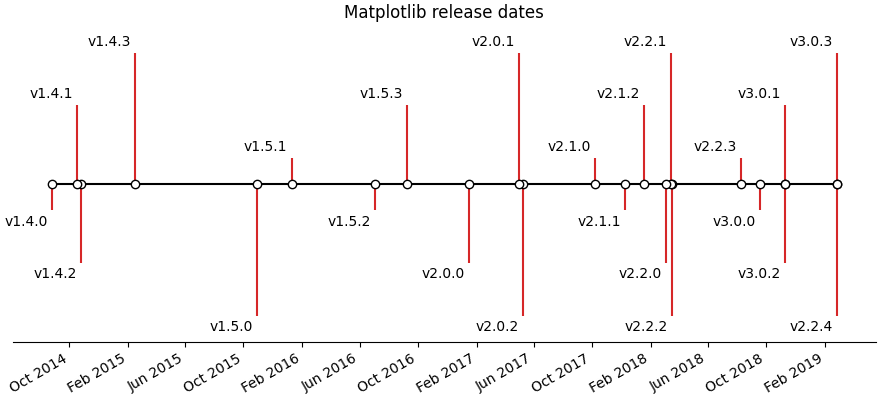 Matplotlib release dates
v1.4.3
v2.0.1
v2.2.1
v3.0.3
v1.4.1
v1.5.3
v2.1.2
v3.0.1
v1.5.1
v2.1.0
v2.2.3
v1.4.0
v1.5.2
v2.1.1
v3.0.0
v1.4.2
v2.0.0
v2.2.0
v3.0.2
v1.5.0
v2.0.2
v2.2.2
v2.2.4
Oct 2014
Feb 2015
Jun 2015
Oct 2015
Feb 2016
Jun 2016
Oct 2016
Feb 2017
Jun 2017
Oct 2017
Feb 2018
Jun 2018
Oct 2018
Feb 2019